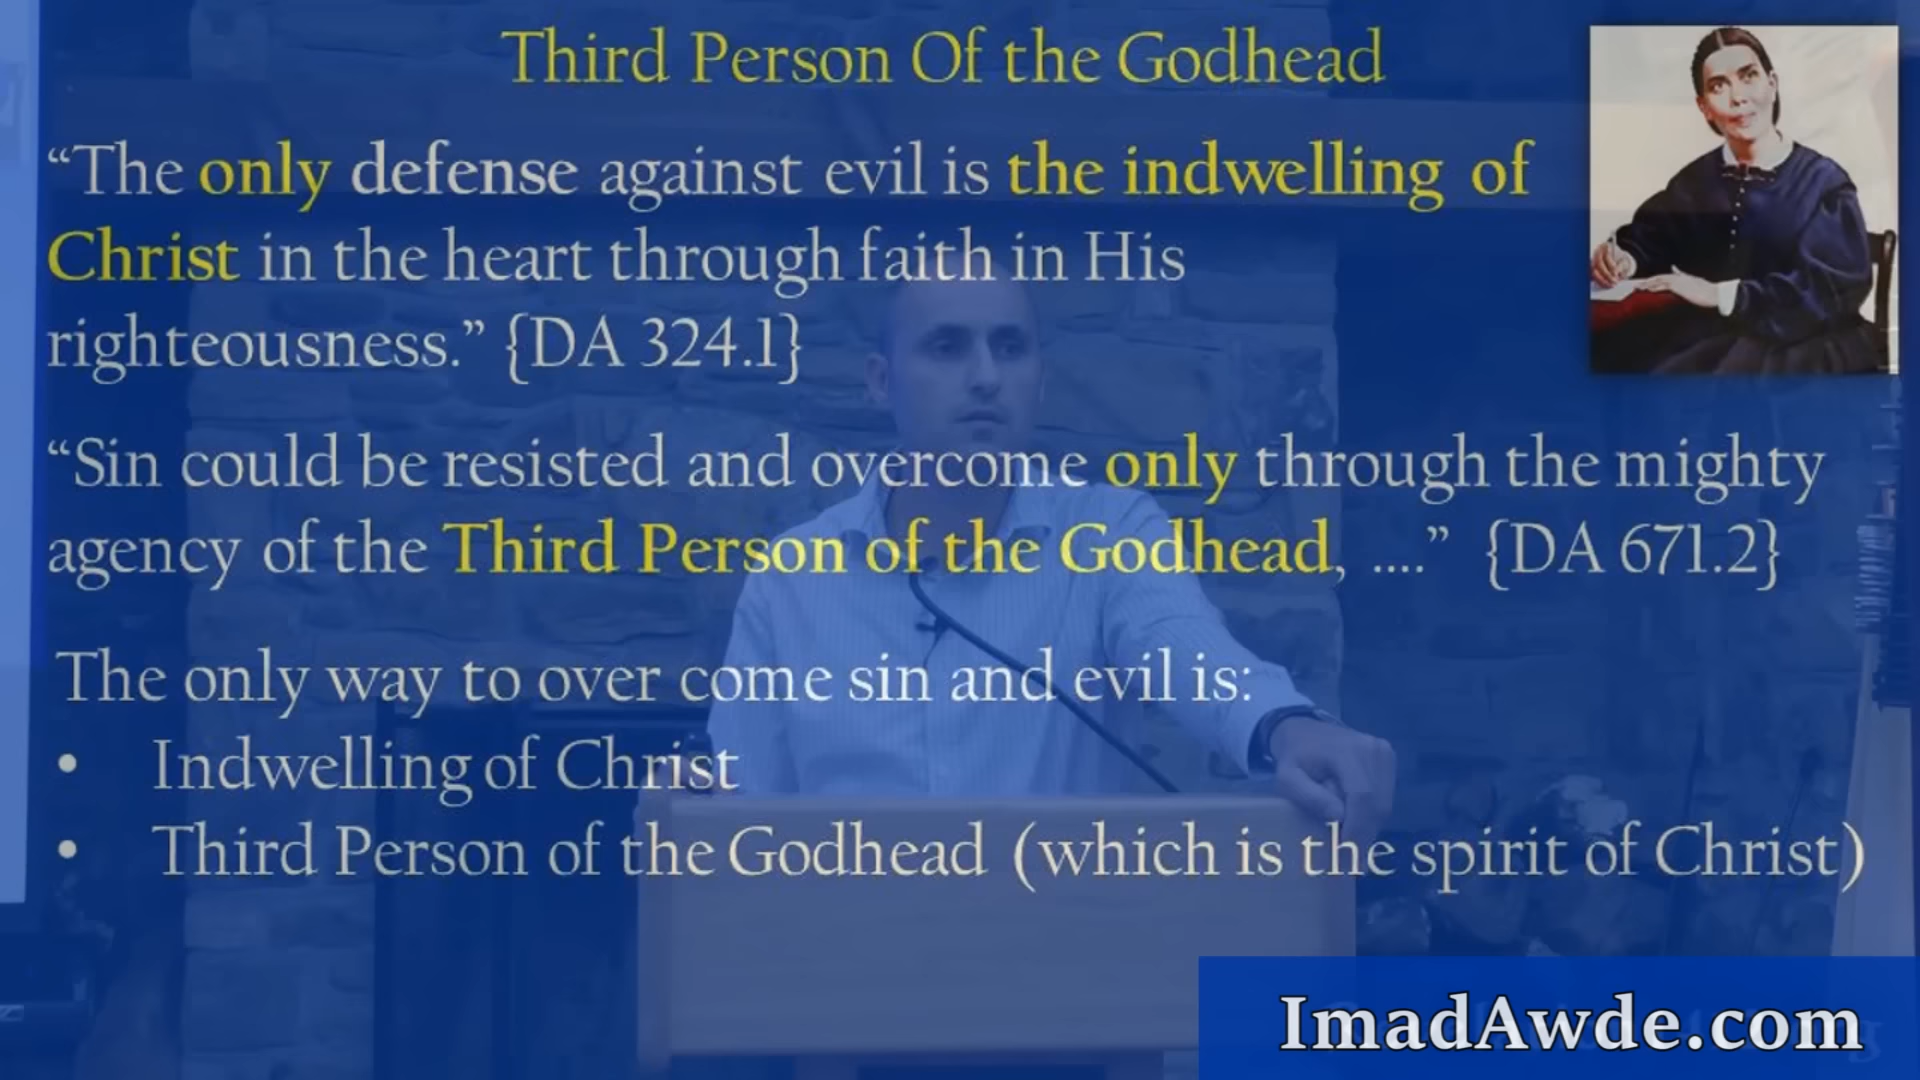 Third Person Of the Godhead
“The only defense against evil is the indwelling of
Christ in the heart through faith in His
righteousness.” {DA 324.1}
“Sin could be resisted and overcome only through the mighty
agency of the Third Person of the Godhead, ....” {DA 671.2}
The only way to over come sin and evil is:
• Indwelling of Christ
• Third Person of the Godhead (which is the spirit of Christ)
ImadAwde.com